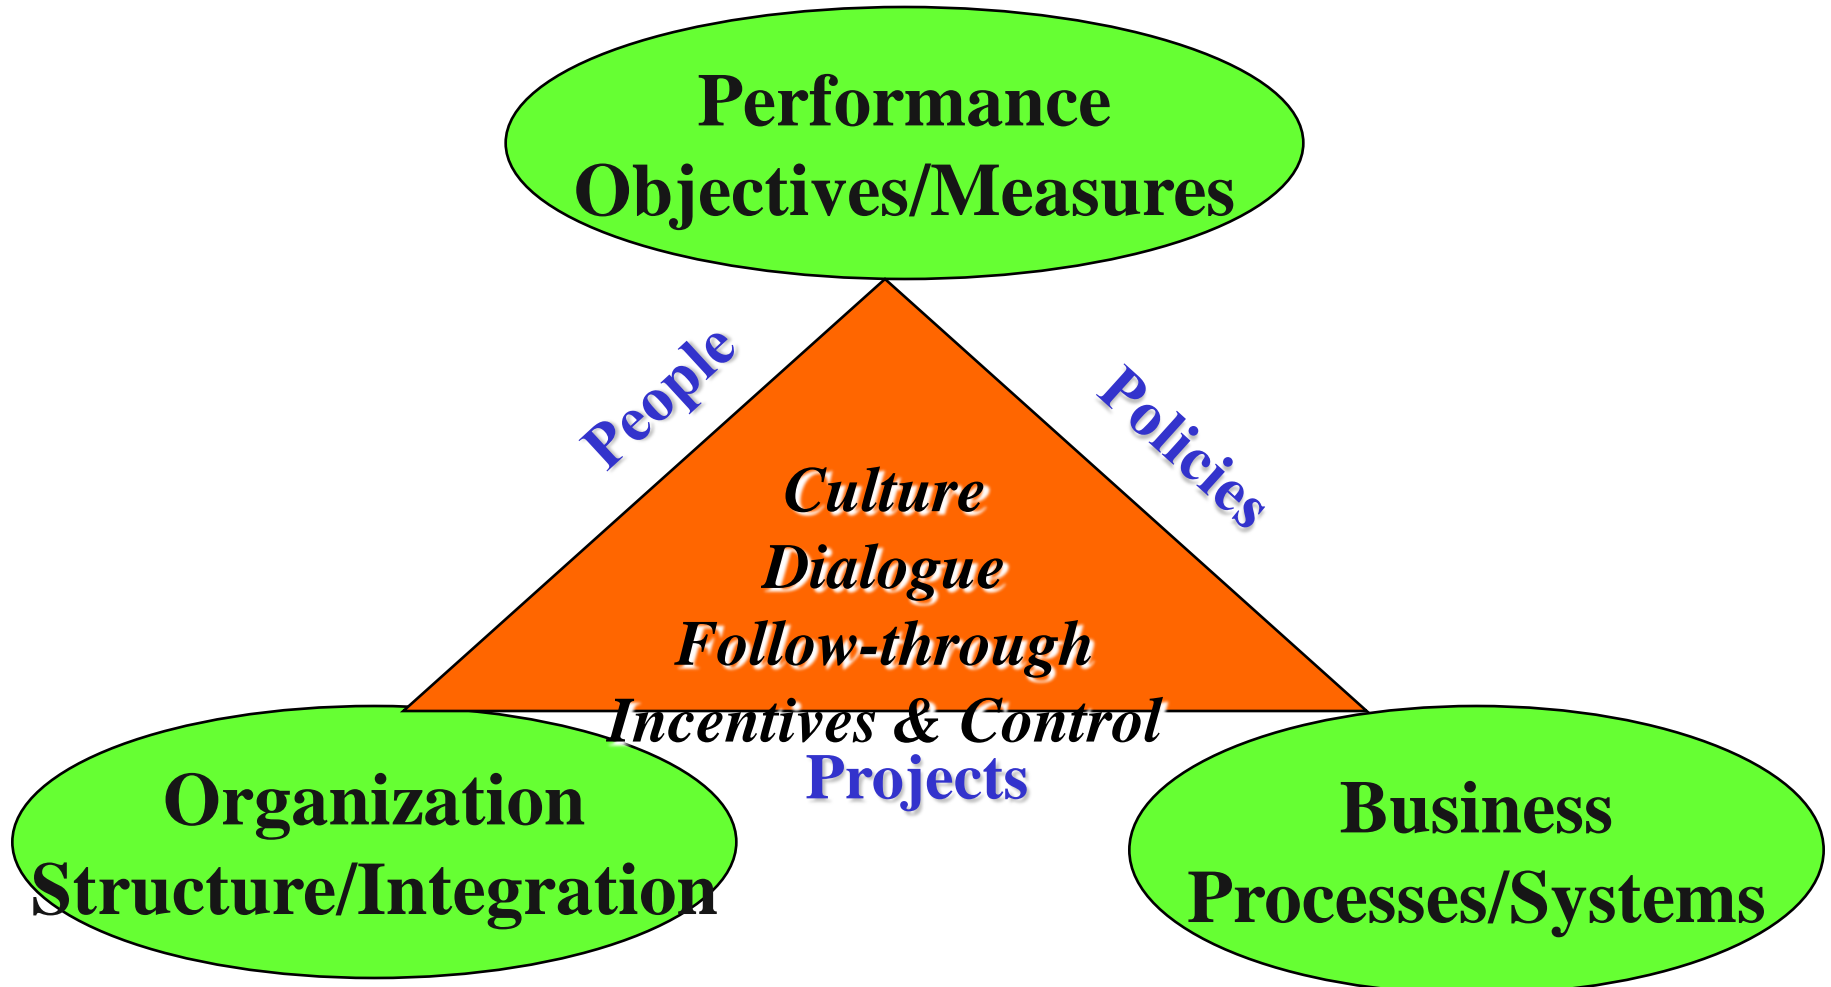 Performance
Objectives/Measures
People
Policies
Culture
Dialogue
Follow-through
Incentives & Control
Projects
Organization
Structure/Integration
Business
Processes/Systems